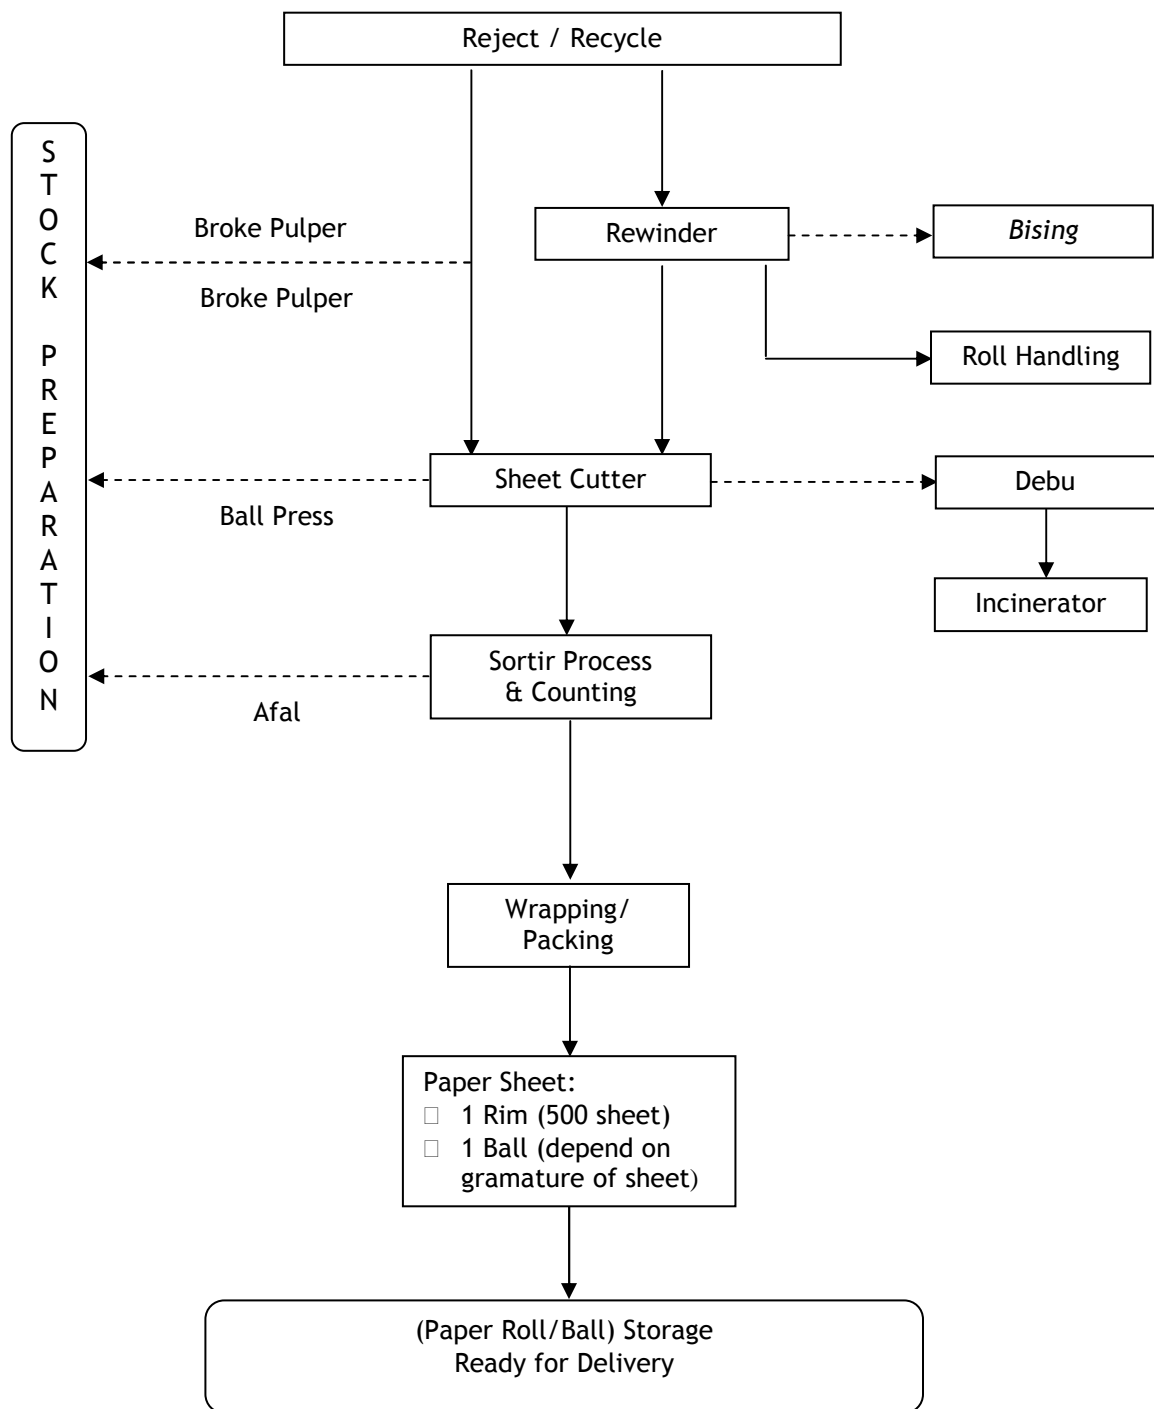 Reject / Recycle
STOCK PREPARATION
Broke Pulper
Rewinder
Bising
Broke Pulper
Roll Handling
Sheet Cutter
Debu
Ball Press
Incinerator
Sortir Process
& Counting
Afal
Wrapping/
Packing
Paper Sheet:
□ 1 Rim (500 sheet)
□ 1 Ball (depend on
gramature of sheet)
(Paper Roll/Ball) Storage
Ready for Delivery